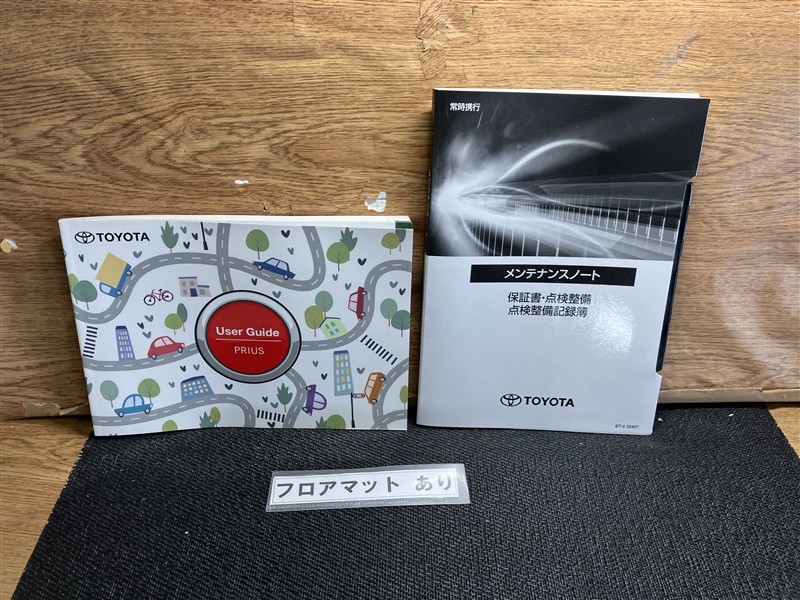 TOYOTA
User Guide
PRIUS
常時携行
メンテナンスノート
保証書・点検整備
点検整備記録簿
TOYOTA
フロアマット あり